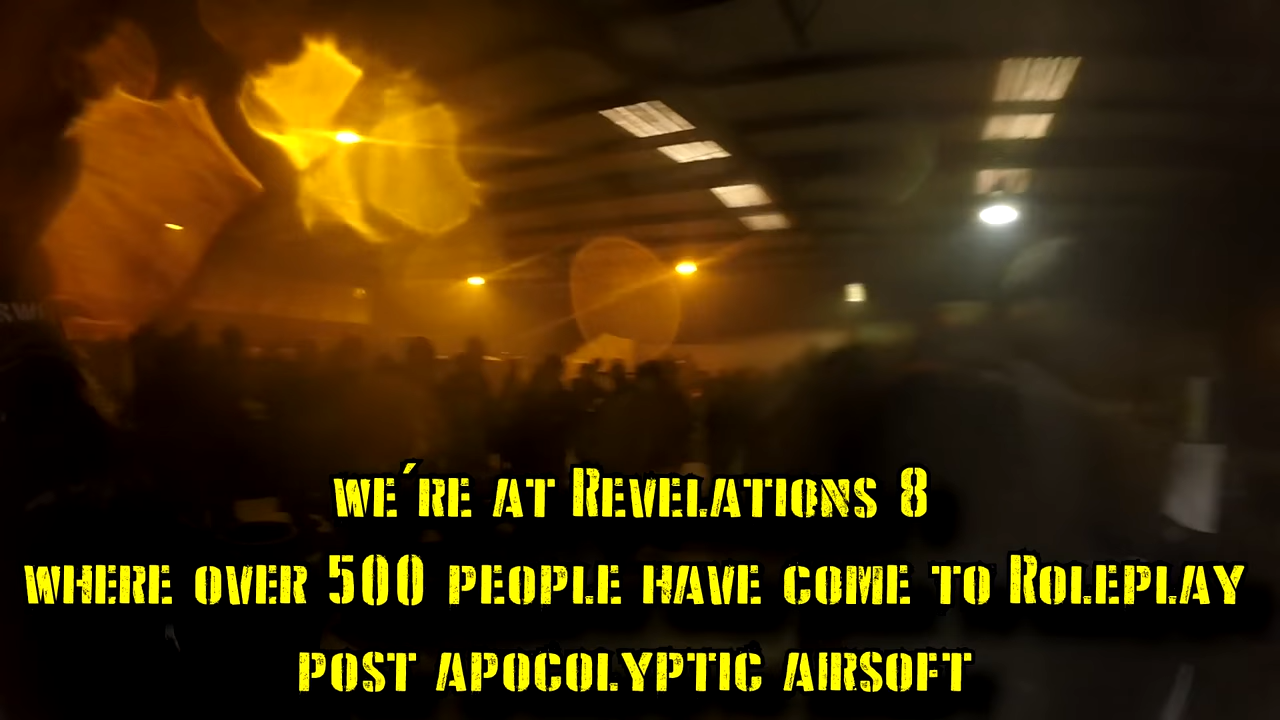 we´re at Revelations 8
where over 500 people have come to Roleplay
post apocolyptic airsoft